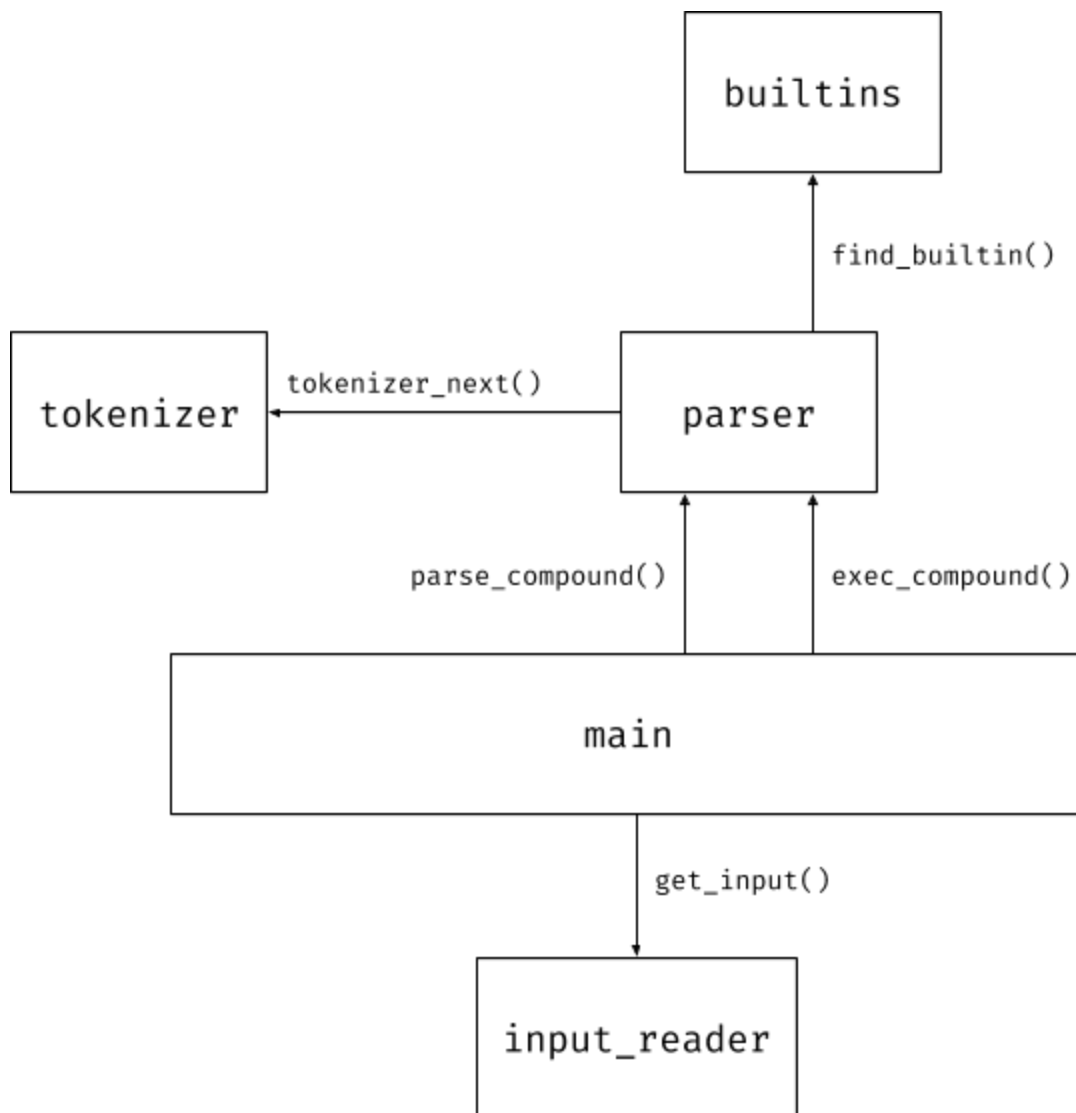 builtins
find_builtin()
tokenizer_next()
tokenizer
parser
parse_compound()
exec_compound()
main
get_input()
input_reader